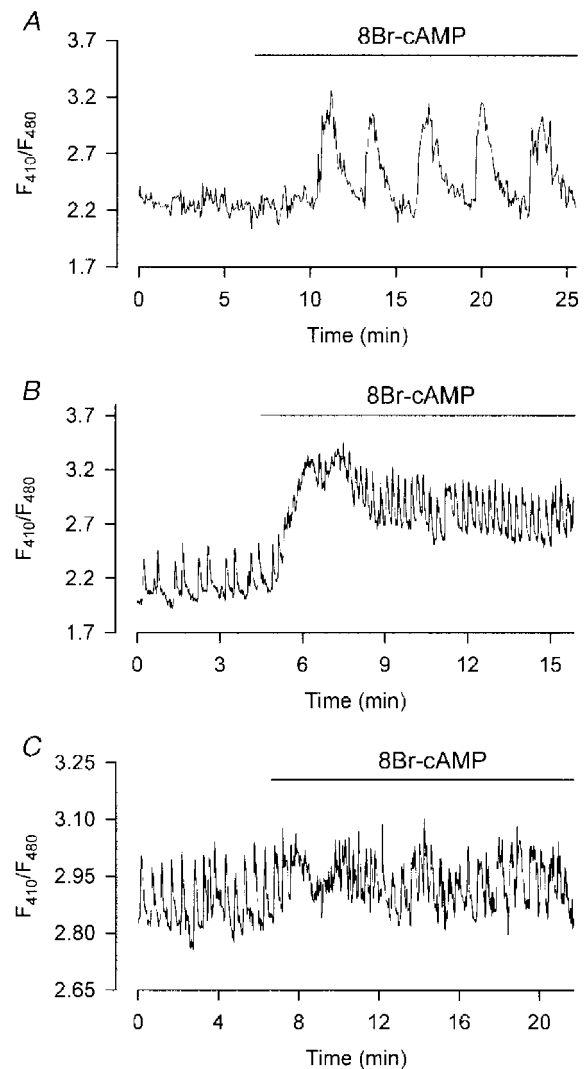 A
8Br-cAMP
3.7
3.2
2.7
2.2
1.7
F410/F480
0 5 10 15 20 25
Time (min)
B
8Br-cAMP
3.7
3.2
2.7
2.2
1.7
F410/F480
0 3 6 9 12 15
Time (min)
C
8Br-cAMP
3.25
3.10
2.95
2.80
2.65
F410/F480
0 4 8 12 16 20
Time (min)